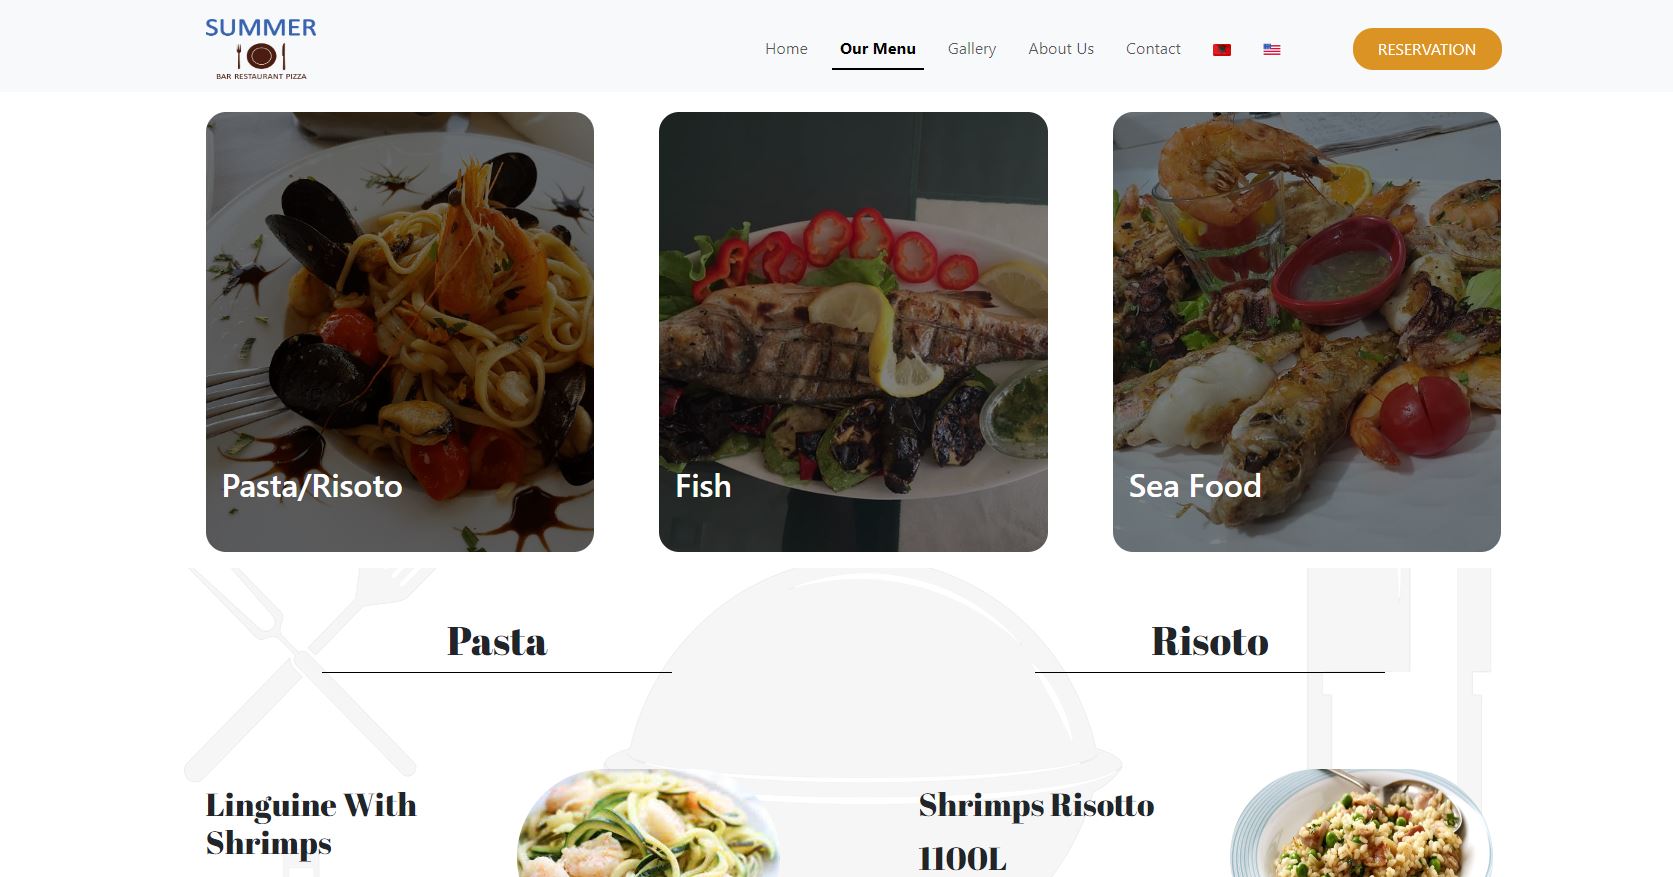 SUMMER
BAR RESTAURANT PIZZA
Home
Our Menu
Gallery
About Us
Contact
RESERVATION
Pasta/Risoto
Fish
Sea Food
Pasta
Risoto
Linguine With
Shrimps
Shrimps Risotto
1100L